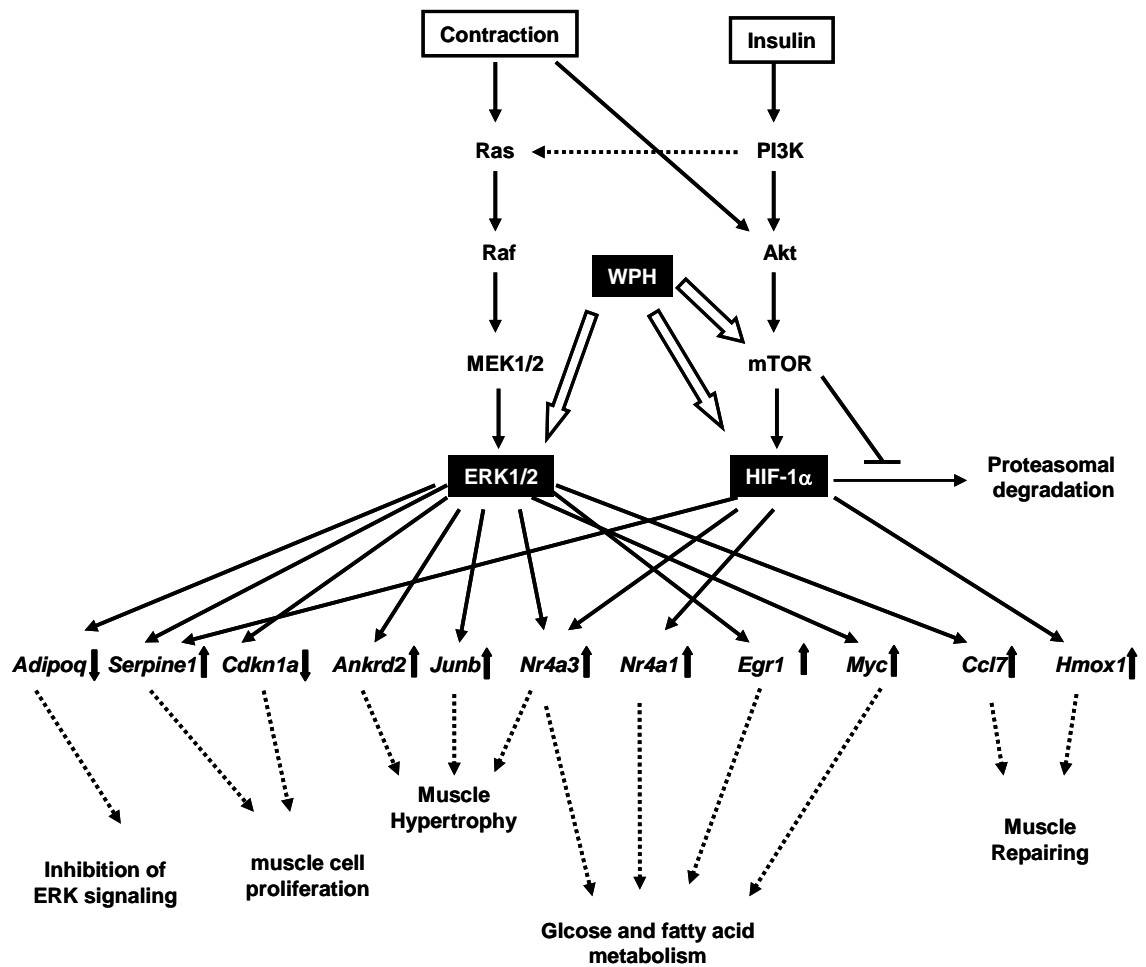 Contraction
Insulin
Ras
PI3K
Raf
Akt
WPH
MEK1/2
mTOR
ERK1/2
HIF-1α
Proteasomal
degradation
Adipoq
Serpine1
Cdkn1a
Ankrd2
Junb
Nr4a3
Nr4a1
Egr1
Myc
Ccl7
Hmox1
Muscle
Hypertrophy
Muscle
Repairing
Inhibition of
ERK signaling
muscle cell
proliferation
Glcose and fatty acid
metabolism